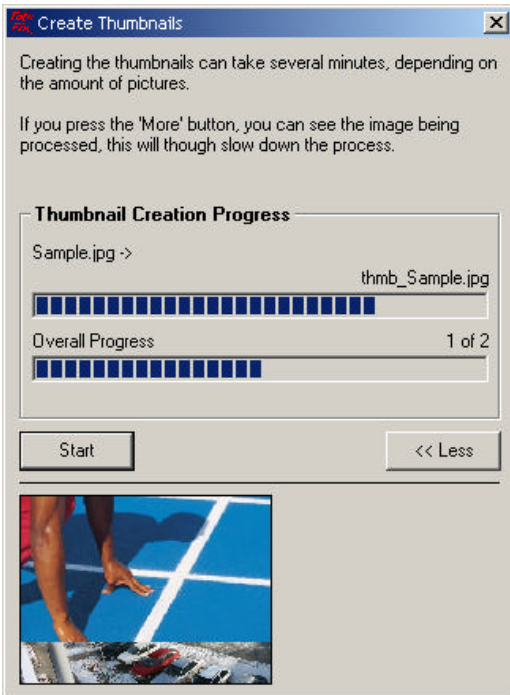 Create Thumbnails
Creating the thumbnails can take several minutes, depending on
the amount of pictures.
If you press the 'More' button, you can see the image being
processed, this will though slow down the process.
Thumbnail Creation Progress
Sample.jpg ->
thmb_Sample.jpg
Overall Progress 1 of 2
Start << Less